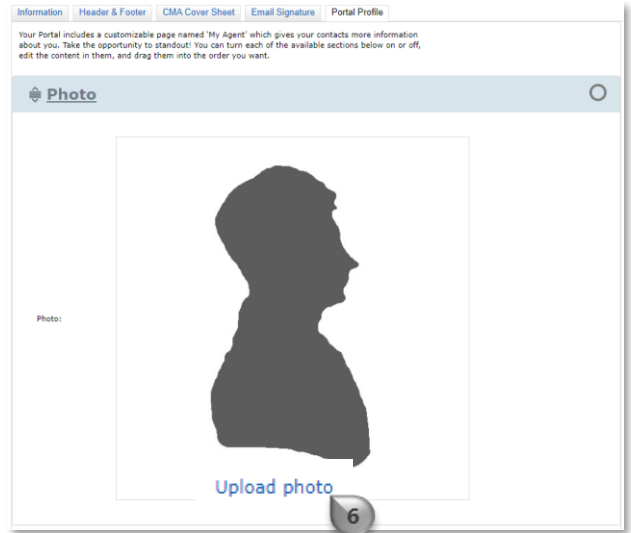 Information Header & Footer CMA Cover Sheet Email Signature Portal Profile
Your Portal includes a customizable page named 'My Agent' which gives your contacts more information
about you. Take the opportunity to standout! You can turn each of the available sections below on or off,
edit the content in them, and drag them into the order you want.
Photo
Photo:
Upload photo
6